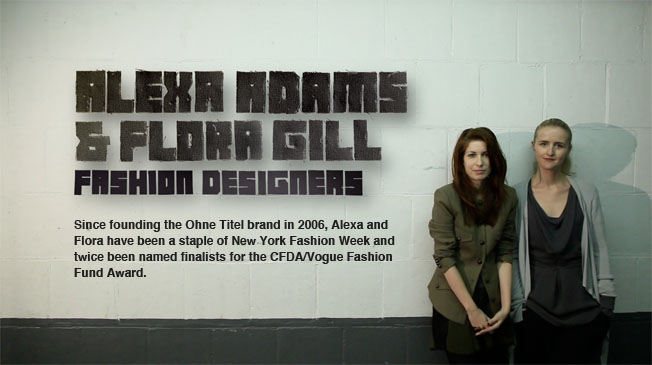 ALEXA ADAMS
& FLORA GILL
FASHION DESIGNERS
Since founding the Ohne Titel brand in 2006, Alexa and
Flora have been a staple of New York Fashion Week and
twice been named finalists for the CFDA/Vogue Fashion
Fund Award.